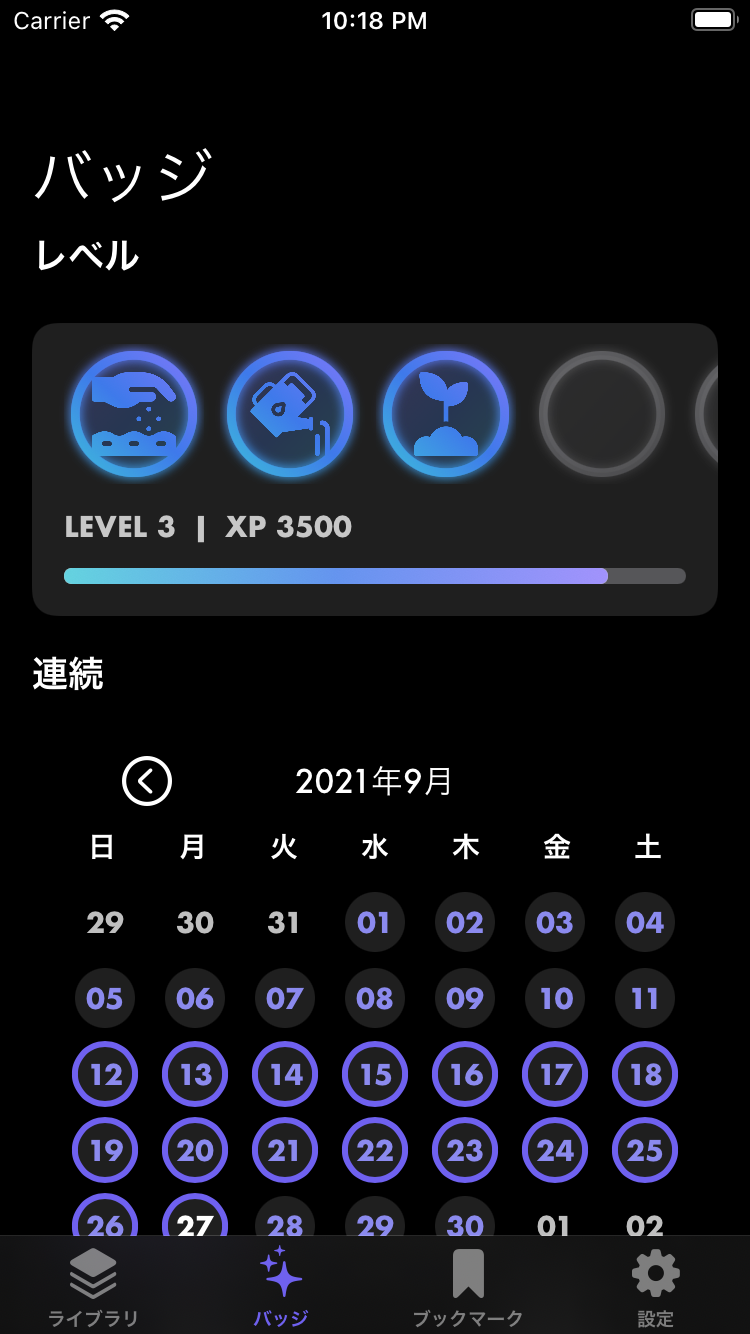 Carrier 10:18 PM
バッジ
レベル
LEVEL 3 | XP 3500
連続
2021年9月
日 月 火 水 木 金 土
29 30 31 01 02 03 04
05 06 07 08 09 10 11
12 13 14 15 16 17 18
19 20 21 22 23 24 25
26 27 28 29 30 01 02
ライブラリ バッジ ブックマーク 設定